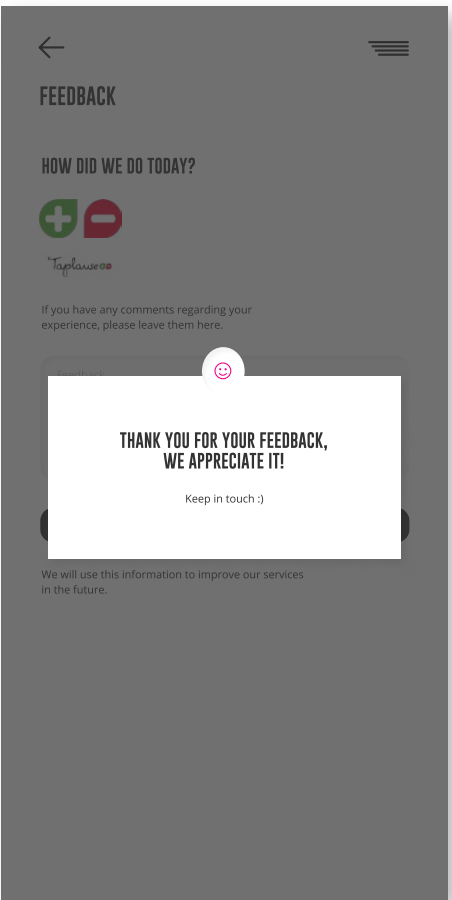 FEEDBACK
HOW DID WE DO TODAY?
Taplause
If you have any comments regarding your
experience, please leave them here.
Feedback
THANK YOU FOR YOUR FEEDBACK,
WE APPRECIATE IT!
Keep in touch :)
We will use this information to improve our services
in the future.